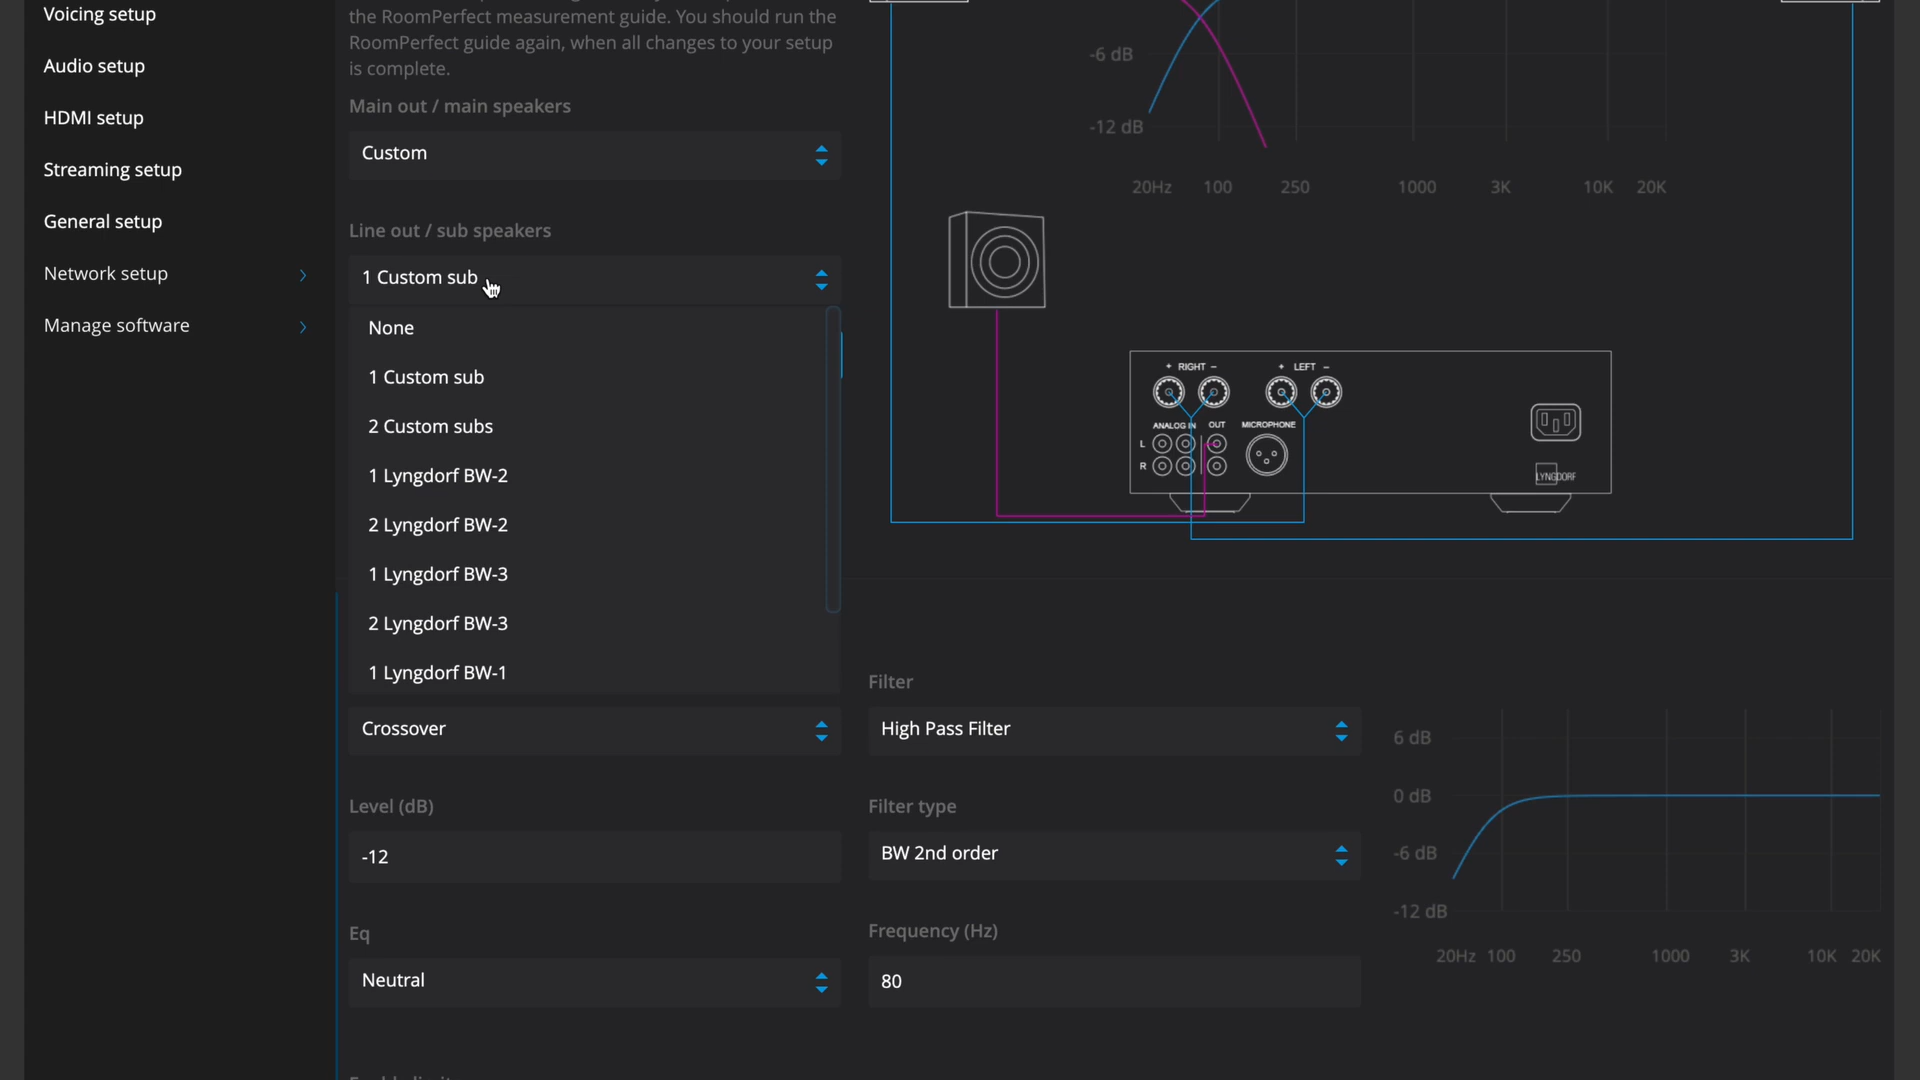 Voicing setup
Audio setup
HDMI setup
Streaming setup
General setup
Network setup
Manage software
the RoomPerfect measurement guide. You should run the
RoomPerfect guide again, when all changes to your setup
is complete.
Main out / main speakers
Custom
Line out / sub speakers
1 Custom sub
None
1 Custom sub
2 Custom subs
1 Lyngdorf BW-2
2 Lyngdorf BW-2
1 Lyngdorf BW-3
2 Lyngdorf BW-3
1 Lyngdorf BW-1
Crossover
Level (dB)
-12
Eq
Neutral
Filter
High Pass Filter
Filter type
BW 2nd order
Frequency (Hz)
80
-6 dB
-12 dB
20Hz 100 250 1000 3K 10K 20K
+ RIGHT − + LEFT −
ANALOG IN OUT MICROPHONE
L
R
LYNGDORF
6 dB
0 dB
-6 dB
-12 dB
20Hz 100 250 1000 3K 10K 20K